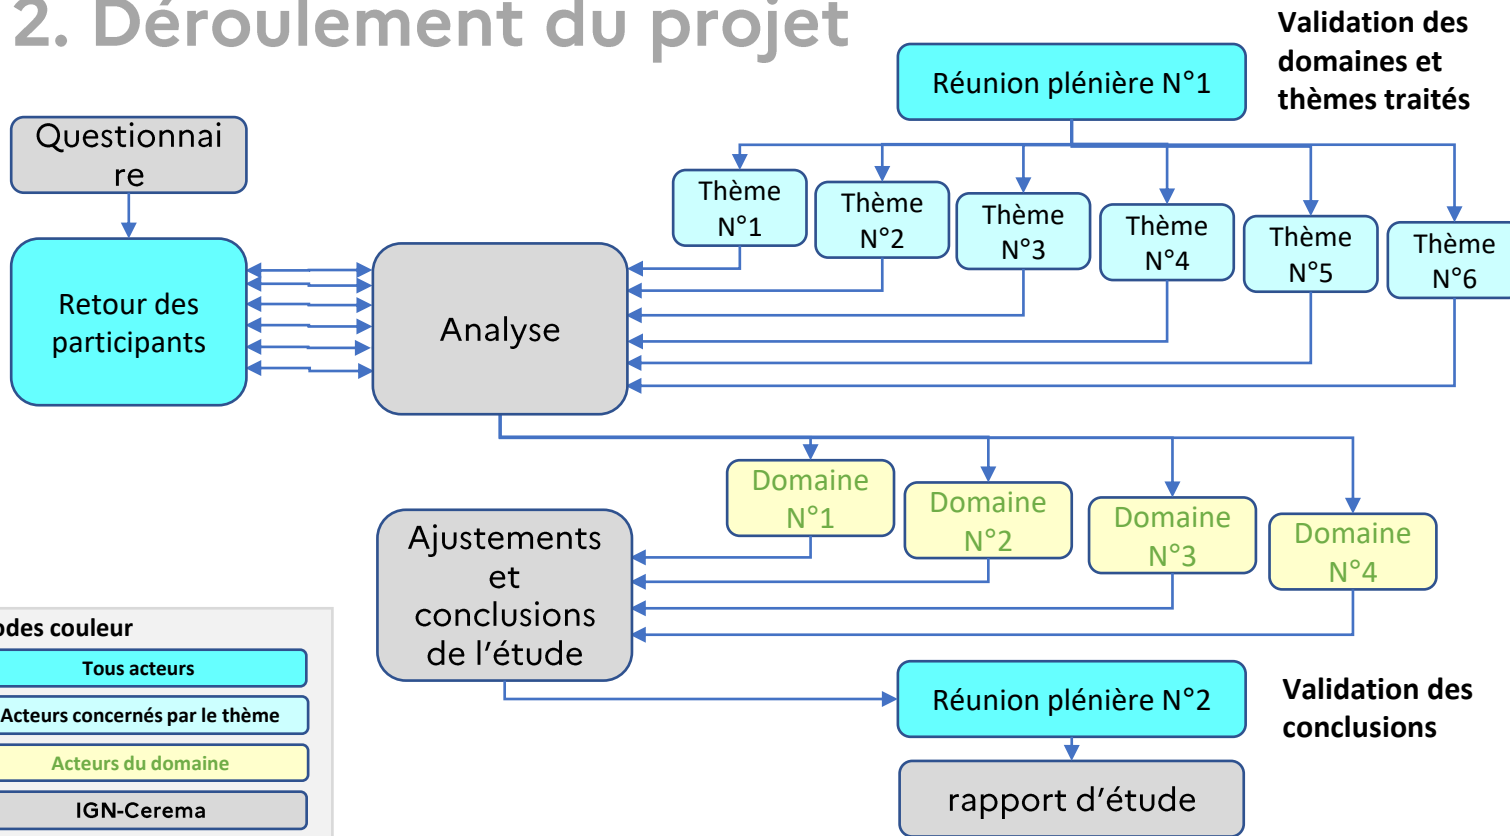 2. Déroulement du projet
Validation des
domaines et
thèmes traités
Réunion plénière N°1
Questionnai
re
Thème
N°1
Thème
N°2
Thème
N°3
Thème
N°4
Thème
N°5
Thème
N°6
Retour des
participants
Analyse
Domaine
N°1
Domaine
N°2
Domaine
N°3
Domaine
N°4
Ajustements
et
conclusions
de l'étude
odes couleur
Tous acteurs
Acteurs concernés par le thème
Acteurs du domaine
IGN-Cerema
Réunion plénière N°2
Validation des
conclusions
rapport d'étude